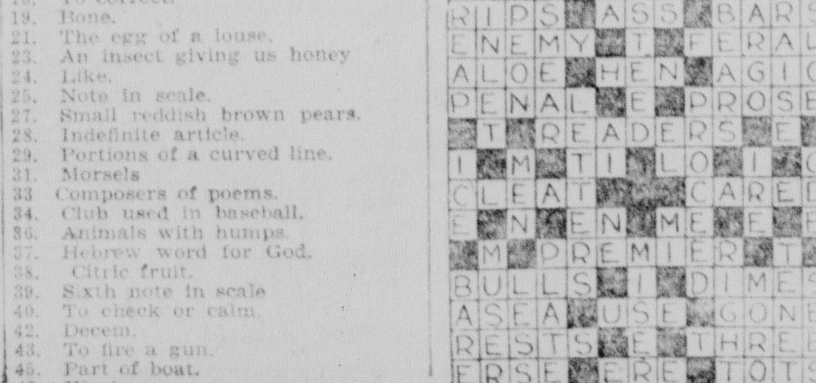 18. To correct.
19. Bone.
21. The egg of a louse.
23. An insect giving us honey
24. Like.
25. Note in scale.
27. Small reddish brown pears.
28. Indefinite article.
29. Portions of a curved line.
31. Morsels
33 Composers of poems.
34. Club used in baseball.
36. Animals with humps.
37. Hebrew word for God.
38. Citric fruit.
39. Sixth note in scale
40. To check or calm.
42. Decem.
43. To fire a gun.
45. Part of boat.
RIPS ASS BARS
ENEMY T FERAL
ALOE HEN AGIO
PENAL E PROSE
T READERS E
I M TI LO I
CLEAT CARED
E N EN ME E E
M PREMIER T
BULLS I DIMES
ASEA USE GONE
RESTS E THREE
ERSE ERE TOTS